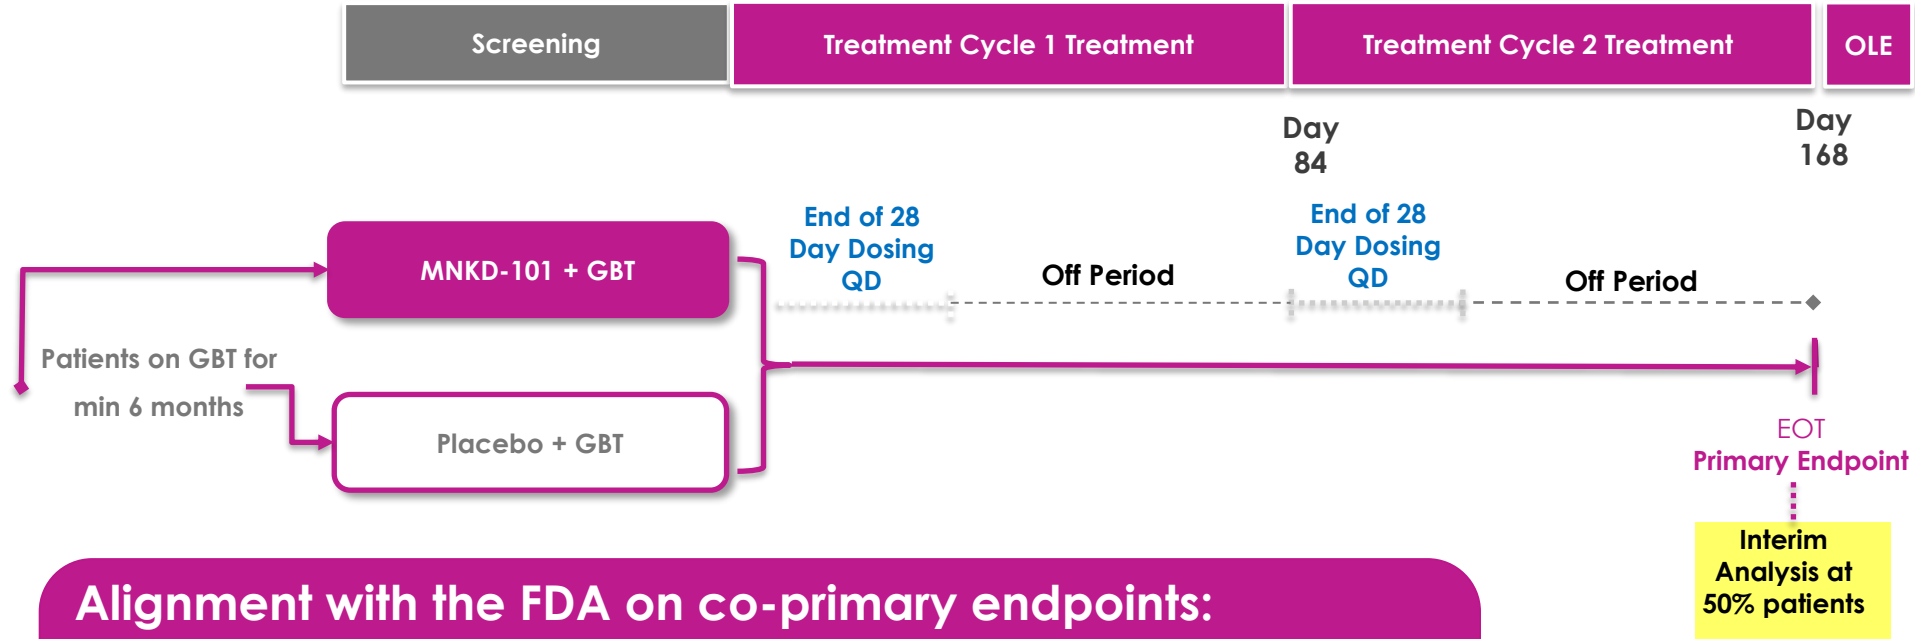 Screening
Treatment Cycle 1 Treatment
Treatment Cycle 2 Treatment
OLE
Day
84
Day
168
End of 28
Day Dosing
QD
Off Period
End of 28
Day Dosing
QD
Off Period
MNKD-101 + GBT
Patients on GBT for
min 6 months
Placebo + GBT
EOT
Primary Endpoint
Interim
Analysis at
50% patients
Alignment with the FDA on co-primary endpoints: